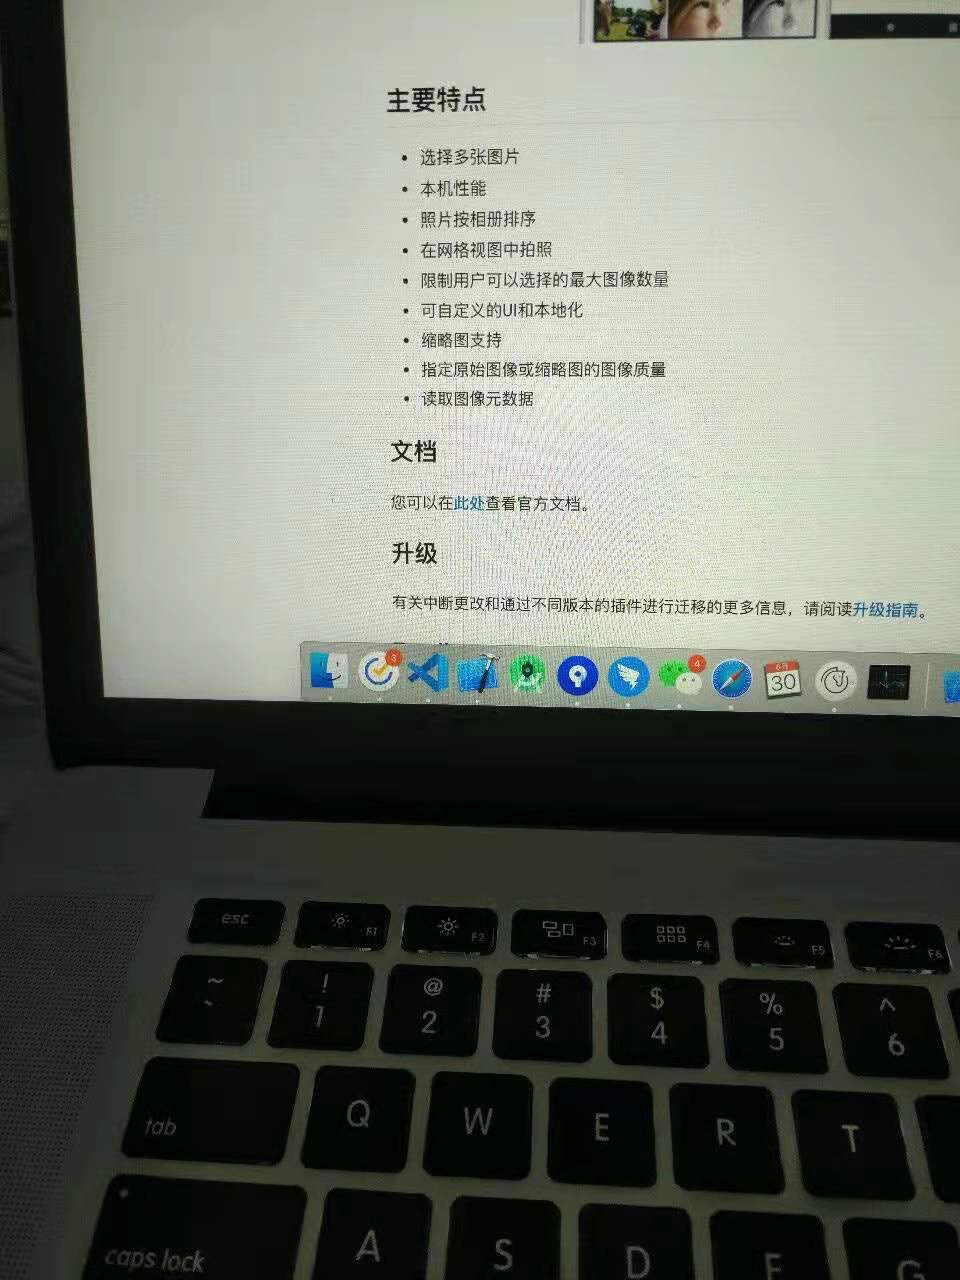 主要特点
选择多张图片
本机性能
照片按相册排序
在网格视图中拍照
限制用户可以选择的最大图像数量
可自定义的UI和本地化
缩略图支持
指定原始图像或缩略图的图像质量
读取图像元数据
文档
您可以在此处查看官方文档。
升级
有关中断更改和通过不同版本的插件进行迁移的更多信息，请阅读升级指南。
3
4
6月
30
esc
F1
F2
F3
F4
F5
F6
~ ! @ # $ % ^
` 1 2 3 4 5 6
tab Q W E R T
caps lock A S D F G